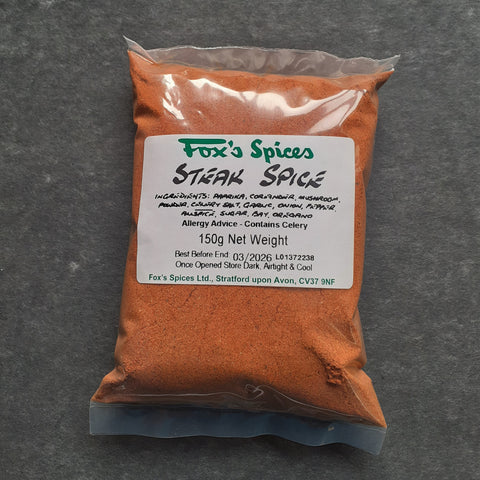 Fox's Spices
STEAK SPICE
INGREDIENTS: PAPRIKA, CORIANDER, MUSHROOM,
POWDER, CELERY SALT, GARLIC, ONION, PEPPER,
ALLSPICE, SUGAR, BAY, OREGANO
Allergy Advice - Contains Celery
150g Net Weight
Best Before End 03/2026 L01372238
Once Opened Store Dark, Airtight & Cool
Fox's Spices Ltd., Stratford upon Avon, CV37 9NF